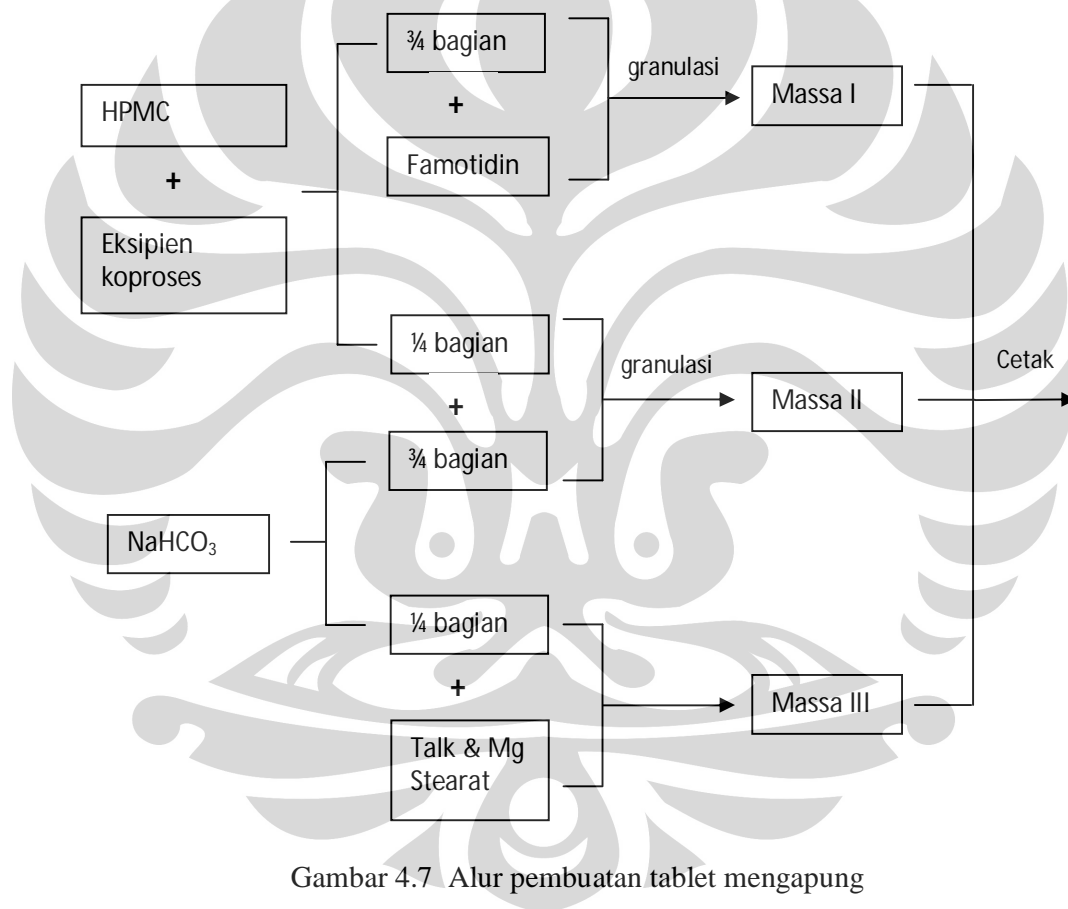 ¾ bagian
+
Famotidin
granulasi
Massa I
HPMC
+
Eksipien
koproses
¼ bagian
+
¾ bagian
granulasi
Massa II
Cetak
NaHCO₃
¼ bagian
+
Talk & Mg
Stearat
Massa III
Gambar 4.7 Alur pembuatan tablet mengapung